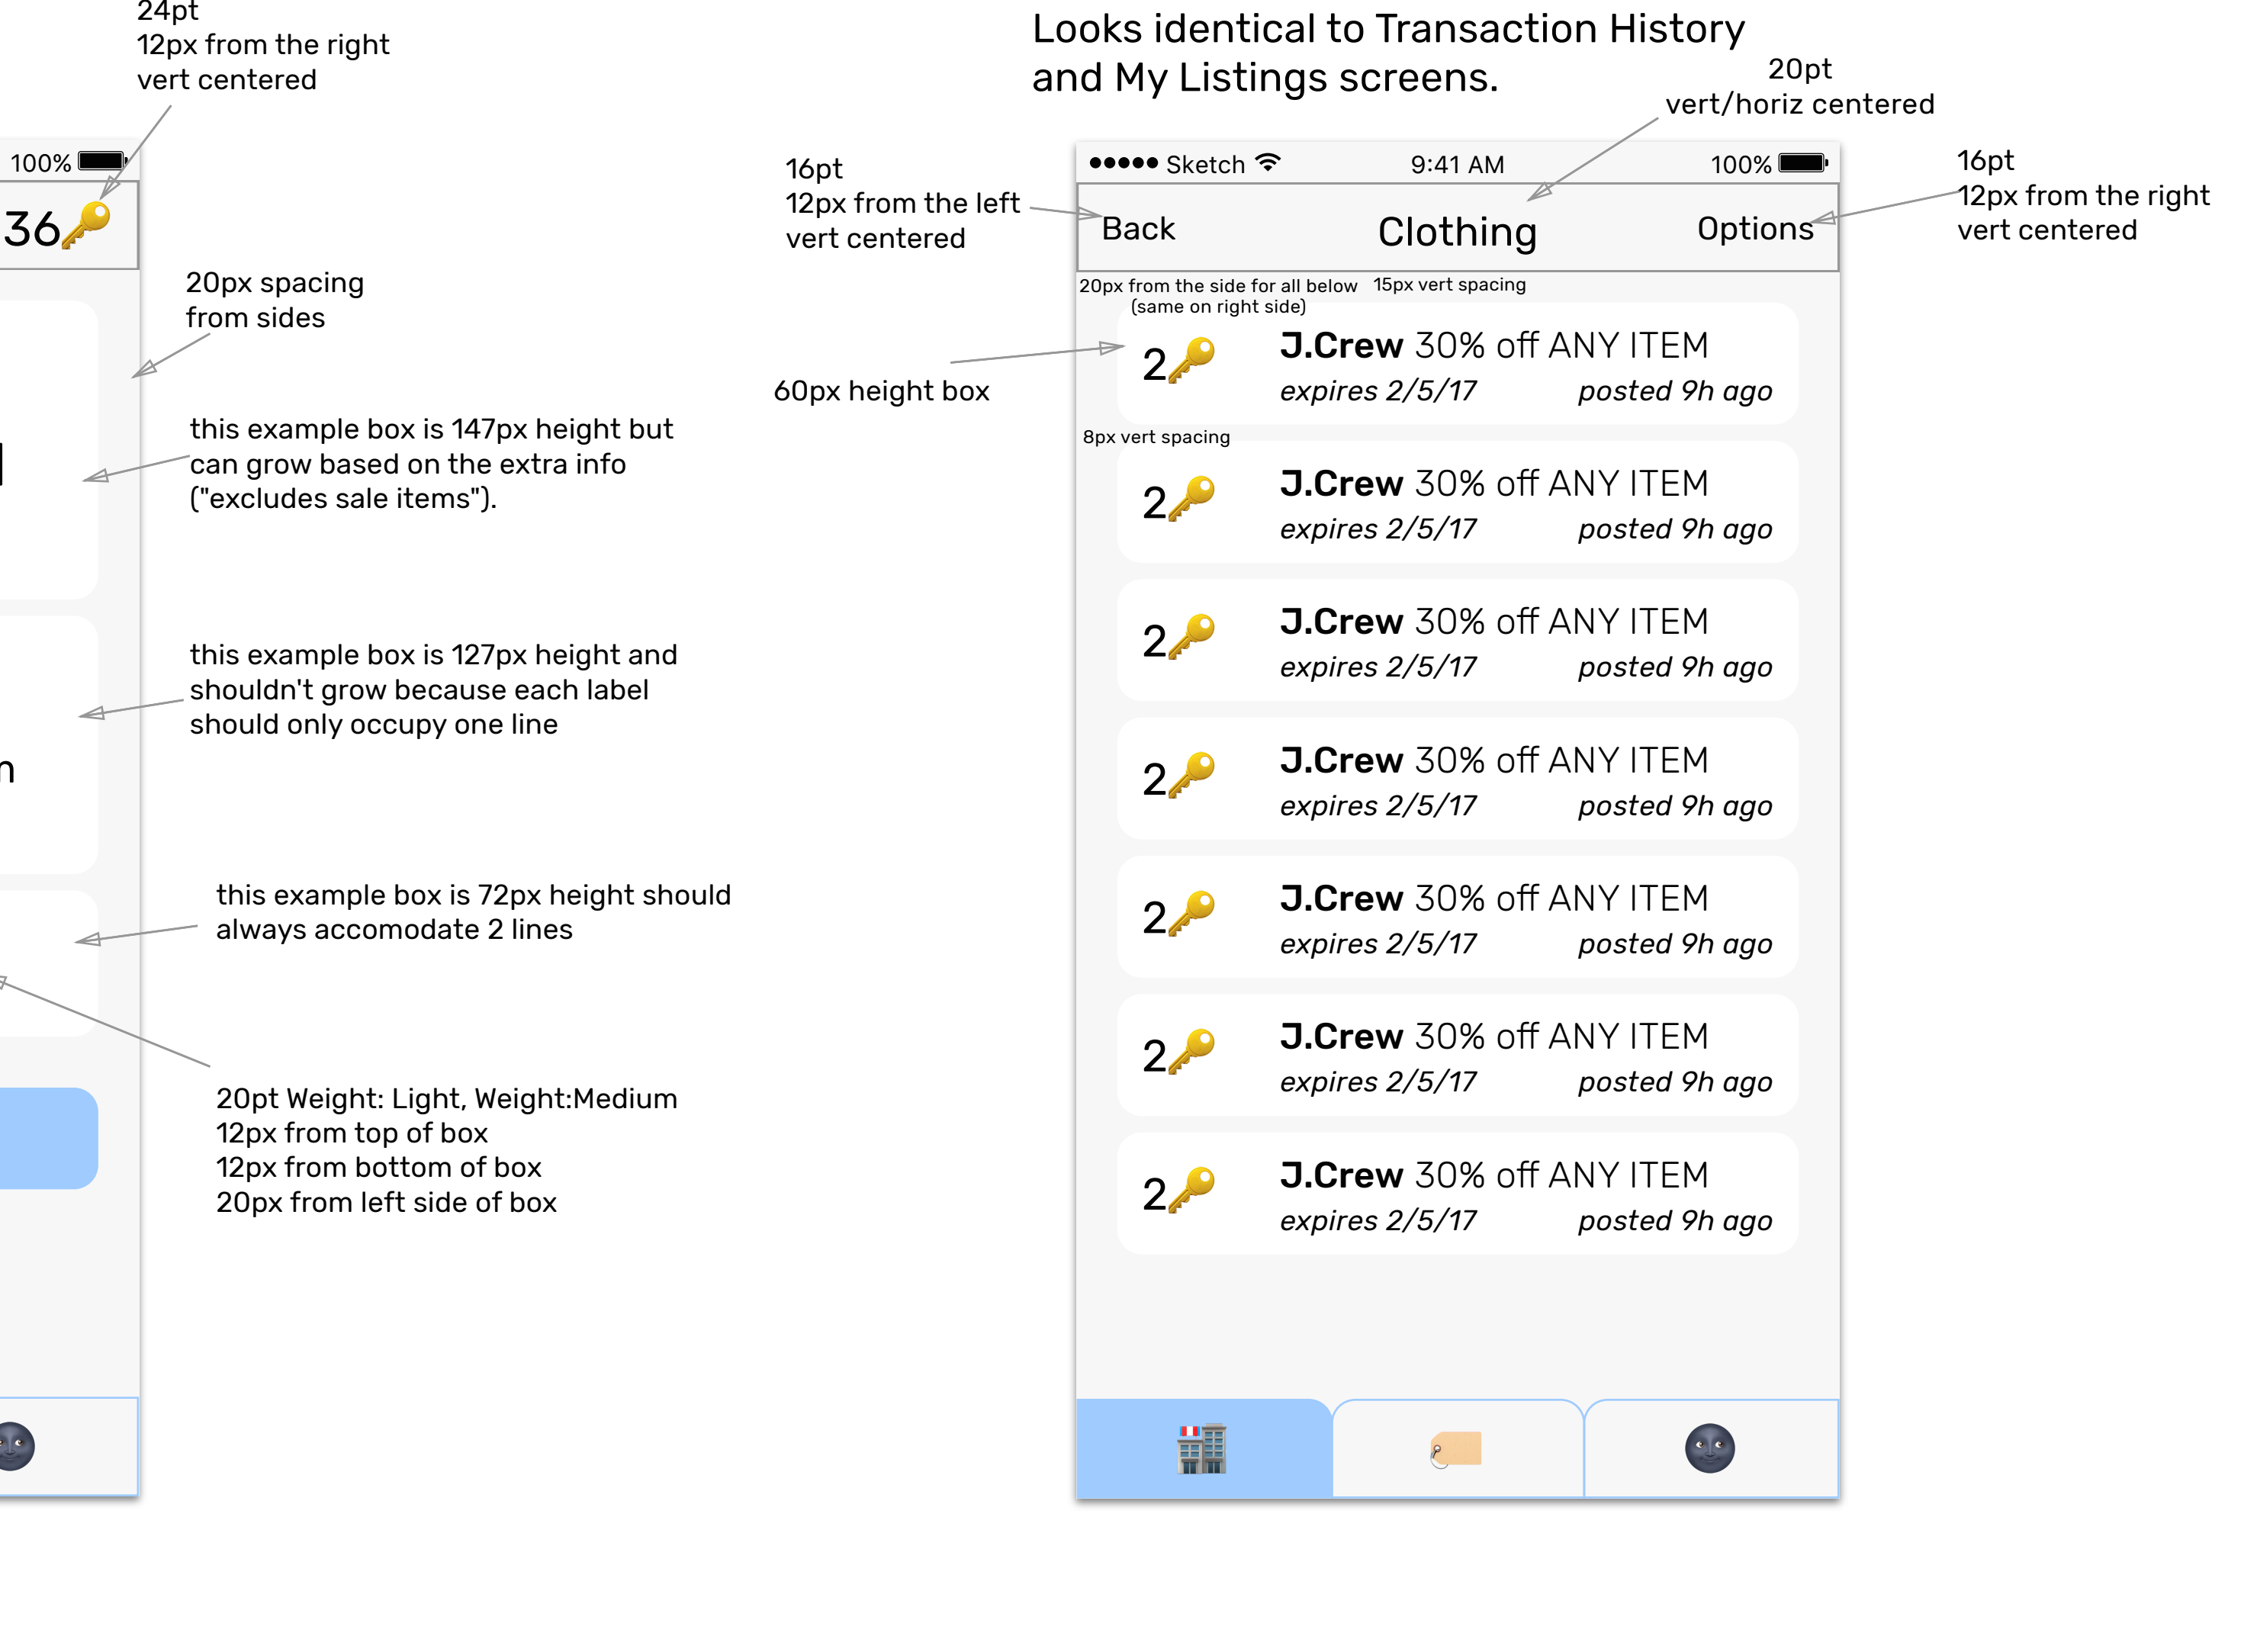 24pt
12px from the right
vert centered
100%
36
20px spacing
from sides
this example box is 147px height but
can grow based on the extra info
("excludes sale items").
this example box is 127px height and
shouldn't grow because each label
should only occupy one line
this example box is 72px height should
always accomodate 2 lines
20pt Weight: Light, Weight:Medium
12px from top of box
12px from bottom of box
20px from left side of box
Looks identical to Transaction History
and My Listings screens.
20pt
vert/horiz centered
16pt
12px from the left
vert centered
16pt
12px from the right
vert centered
Sketch 9:41 AM 100%
Back Clothing Options
20px from the side for all below 15px vert spacing
(same on right side)
60px height box
2 J.Crew 30% off ANY ITEM
expires 2/5/17 posted 9h ago
8px vert spacing
2 J.Crew 30% off ANY ITEM
expires 2/5/17 posted 9h ago
2 J.Crew 30% off ANY ITEM
expires 2/5/17 posted 9h ago
2 J.Crew 30% off ANY ITEM
expires 2/5/17 posted 9h ago
2 J.Crew 30% off ANY ITEM
expires 2/5/17 posted 9h ago
2 J.Crew 30% off ANY ITEM
expires 2/5/17 posted 9h ago
2 J.Crew 30% off ANY ITEM
expires 2/5/17 posted 9h ago